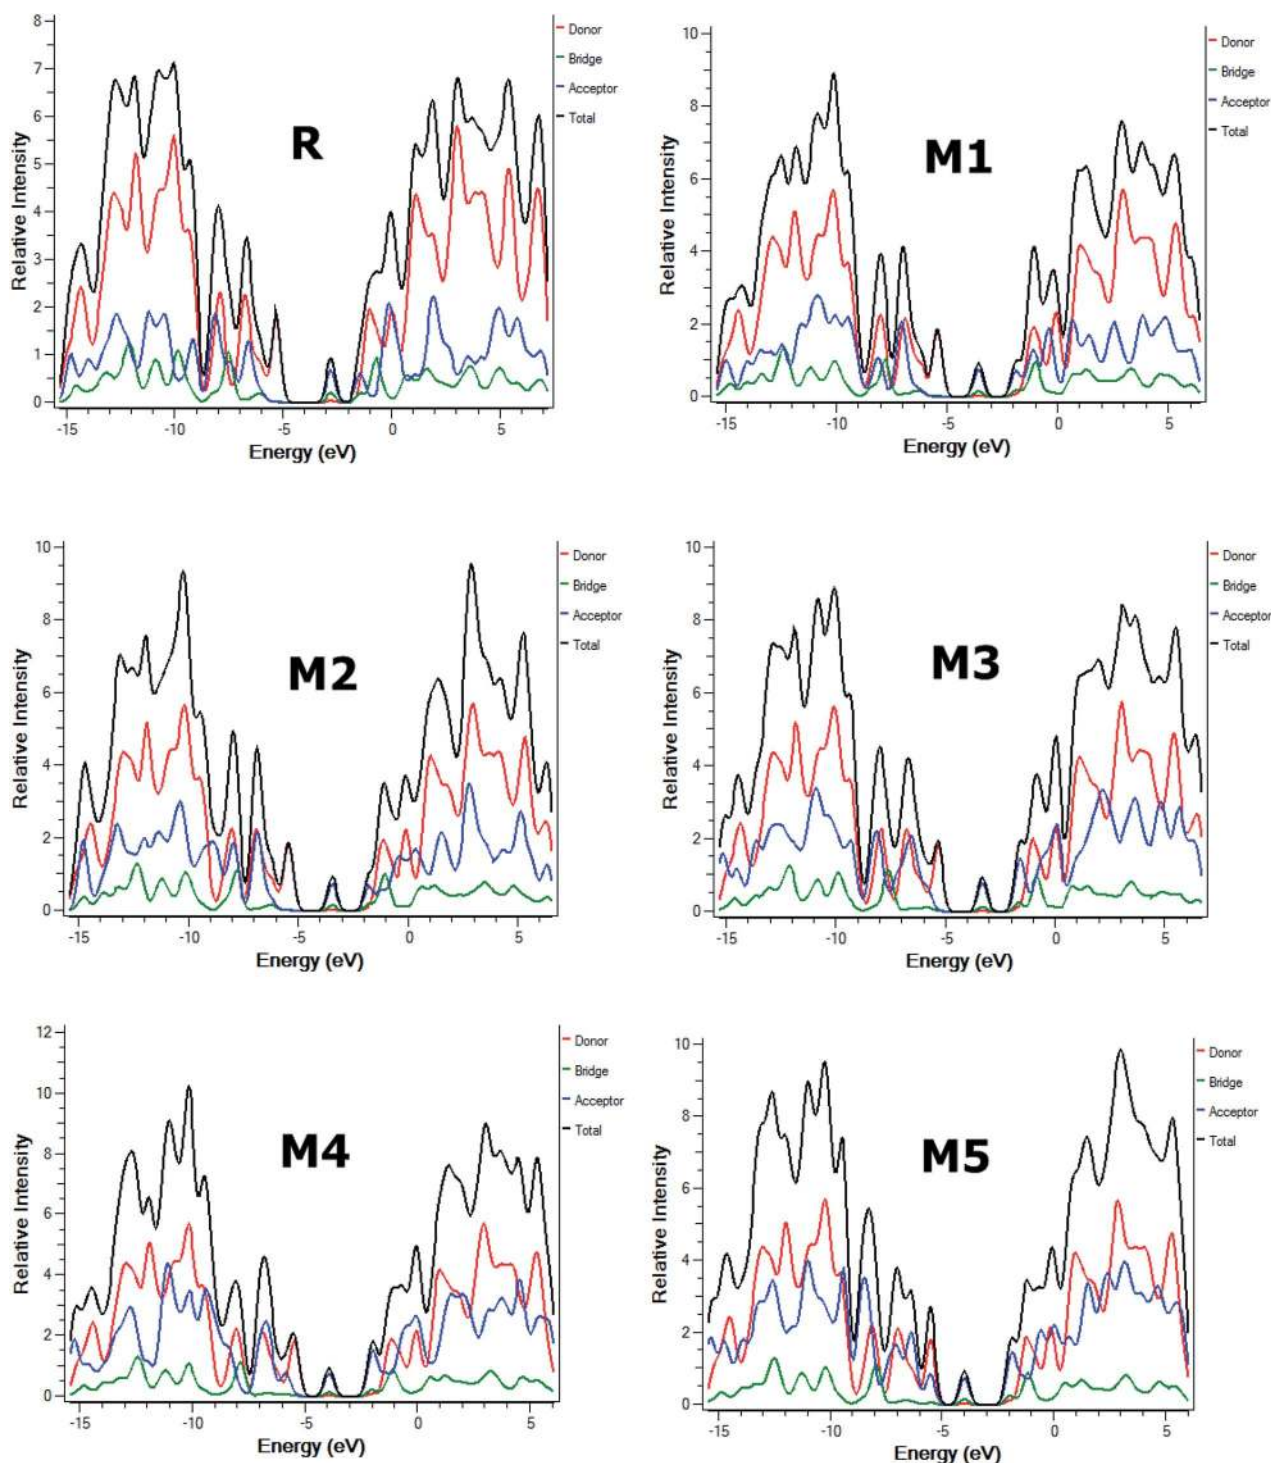 R
Relative Intensity
8
7
6
5
4
3
2
1
0
-15 -10 -5 0 5
Energy (eV)
Donor
Bridge
Acceptor
Total
M1
Relative Intensity
10
8
6
4
2
0
-15 -10 -5 0 5
Energy (eV)
Donor
Bridge
Acceptor
Total
M2
Relative Intensity
10
8
6
4
2
0
-15 -10 -5 0 5
Energy (eV)
Donor
Bridge
Acceptor
Total
M3
Relative Intensity
10
8
6
4
2
0
-15 -10 -5 0 5
Energy (eV)
Donor
Bridge
Acceptor
Total
M4
Relative Intensity
12
10
8
6
4
2
0
-15 -10 -5 0 5
Energy (eV)
Donor
Bridge
Acceptor
Total
M5
Relative Intensity
10
8
6
4
2
0
-15 -10 -5 0 5
Energy (eV)
Donor
Bridge
Acceptor
Total